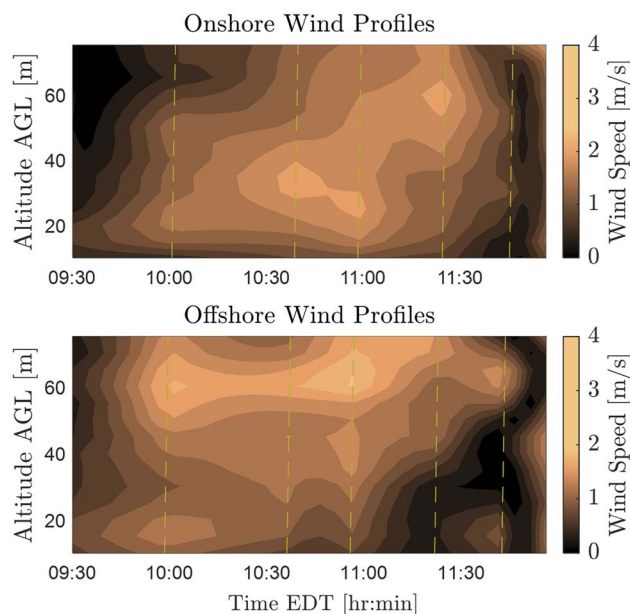 Onshore Wind Profiles
Altitude AGL [m]
60
40
20
09:30 10:00 10:30 11:00 11:30
4
3
2
1
0
Wind Speed [m/s]
Offshore Wind Profiles
Altitude AGL [m]
60
40
20
09:30 10:00 10:30 11:00 11:30
4
3
2
1
0
Wind Speed [m/s]
Time EDT [hr:min]